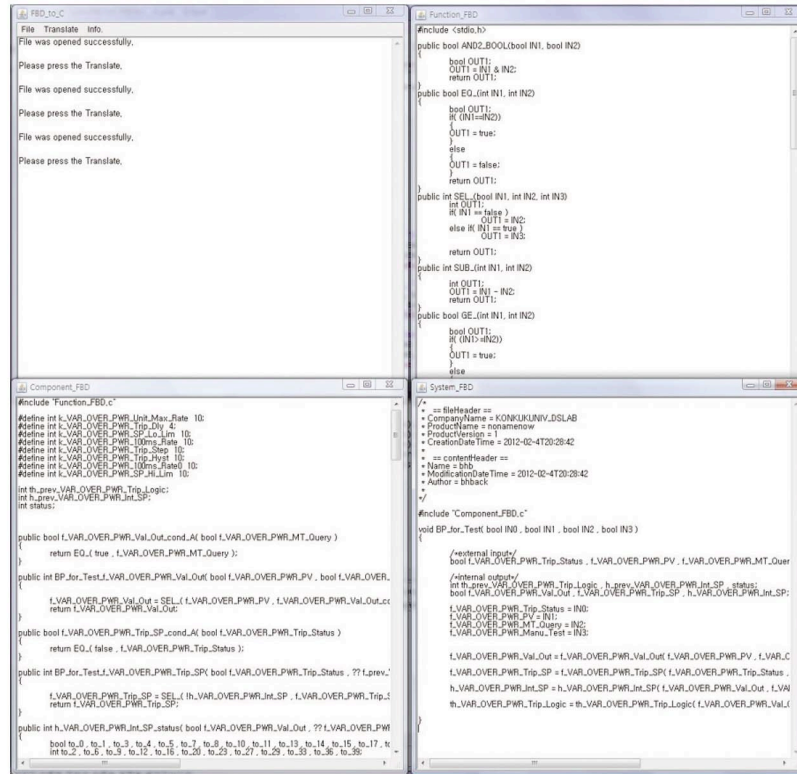 FBD_to_C
File Translate Info.
File was opened successfully,
Please press the Translate,
File was opened successfully,
Please press the Translate,
File was opened successfully,
Please press the Translate,
Function_FBD
#include <stdio.h>
public bool AND2_BOOL(bool IN1, bool IN2)
{
bool OUT1;
OUT1 = IN1 & IN2;
return OUT1;
}
public bool EQ_(int IN1, int IN2)
{
bool OUT1;
if( (IN1==IN2))
{
OUT1 = true;
}
else
{
OUT1 = false;
}
return OUT1;
}
public int SEL_(bool IN1, int IN2, int IN3)
int OUT1;
if( IN1 == false )
OUT1 = IN2;
else if( IN1 == true )
OUT1 = IN3;
return OUT1;
}
public int SUB_(int IN1, int IN2)
{
int OUT1;
OUT1 = IN1 - IN2;
return OUT1;
}
public bool GE_(int IN1, int IN2)
{
bool OUT1;
if( (IN1>=IN2))
{
OUT1 = true;
}
else
Component_FBD
#include "Function_FBD.c"
#define int k_VAR_OVER_PWR_Unit_Max_Rate 10;
#define int k_VAR_OVER_PWR_Trip_Dly 4;
#define int k_VAR_OVER_PWR_SP_Lo_Lim 10;
#define int k_VAR_OVER_PWR_100ms_Rate 10;
#define int k_VAR_OVER_PWR_Trip_Step 10;
#define int k_VAR_OVER_PWR_Trip_Hyst 10;
#define int k_VAR_OVER_PWR_100ms_Rate0 10;
#define int k_VAR_OVER_PWR_SP_Hi_Lim 10;
int th_prev_VAR_OVER_PWR_Trip_Logic;
int h_prev_VAR_OVER_PWR_Int_SP;
int status;
public bool f_VAR_OVER_PWR_Val_Out_cond_A( bool f_VAR_OVER_PWR_MT_Query )
{
return EQ_( true , f_VAR_OVER_PWR_MT_Query );
}
public int BP_for_Test_f_VAR_OVER_PWR_Val_Out( bool f_VAR_OVER_PWR_PV , bool f_VAR_OVER_
{
f_VAR_OVER_PWR_Val_Out = SEL_( f_VAR_OVER_PWR_PV , f_VAR_OVER_PWR_Val_Out_co
return f_VAR_OVER_PWR_Val_Out;
}
public bool f_VAR_OVER_PWR_Trip_SP_cond_A( bool f_VAR_OVER_PWR_Trip_Status )
{
return EQ_( false , f_VAR_OVER_PWR_Trip_Status );
}
public int BP_for_Test_f_VAR_OVER_PWR_Trip_SP( bool f_VAR_OVER_PWR_Trip_Status , ?? f_prev_
{
f_VAR_OVER_PWR_Trip_SP = SEL_( !h_VAR_OVER_PWR_Int_SP , f_VAR_OVER_PWR_Trip_S
return f_VAR_OVER_PWR_Trip_SP;
}
public int h_VAR_OVER_PWR_Int_SP_status( bool f_VAR_OVER_PWR_Val_Out , ?? f_VAR_OVER_PWR
{
bool to_0 , to_1 , to_3 , to_4 , to_5 , to_7 , to_8 , to_10 , to_11 , to_13 , to_14 , to_15 , to_17 , to
int to_2 , to_6 , to_9 , to_12 , to_16 , to_20 , to_23 , to_27 , to_29 , to_33 , to_36 , to_39;
System_FBD
/*
* == fileHeader ==
* CompanyName = KONKUKUNIV_DSLAB
* ProductName = nonamenow
* ProductVersion = 1
* CreationDateTime = 2012-02-4T20:28:42
*
* == contentHeader ==
* Name = bhb
* ModificationDateTime = 2012-02-4T20:28:42
* Author = bhback
*
*/
#include "Component_FBD.c"
void BP_for_Test( bool IN0 , bool IN1 , bool IN2 , bool IN3 )
{
/*external input*/
bool f_VAR_OVER_PWR_Trip_Status , f_VAR_OVER_PWR_PV , f_VAR_OVER_PWR_MT_Quer
/*internal output*/
int th_prev_VAR_OVER_PWR_Trip_Logic , h_prev_VAR_OVER_PWR_Int_SP , status;
bool f_VAR_OVER_PWR_Val_Out , f_VAR_OVER_PWR_Trip_SP , h_VAR_OVER_PWR_Int_SP;
f_VAR_OVER_PWR_Trip_Status = IN0;
f_VAR_OVER_PWR_PV = IN1;
f_VAR_OVER_PWR_MT_Query = IN2;
f_VAR_OVER_PWR_Manu_Test = IN3;
f_VAR_OVER_PWR_Val_Out = f_VAR_OVER_PWR_Val_Out( f_VAR_OVER_PWR_PV , f_VAR_O
f_VAR_OVER_PWR_Trip_SP = f_VAR_OVER_PWR_Trip_SP( f_VAR_OVER_PWR_Trip_Status ,
h_VAR_OVER_PWR_Int_SP = h_VAR_OVER_PWR_Int_SP( f_VAR_OVER_PWR_Val_Out , f_VAI
th_VAR_OVER_PWR_Trip_Logic = th_VAR_OVER_PWR_Trip_Logic( f_VAR_OVER_PWR_Val_(
}